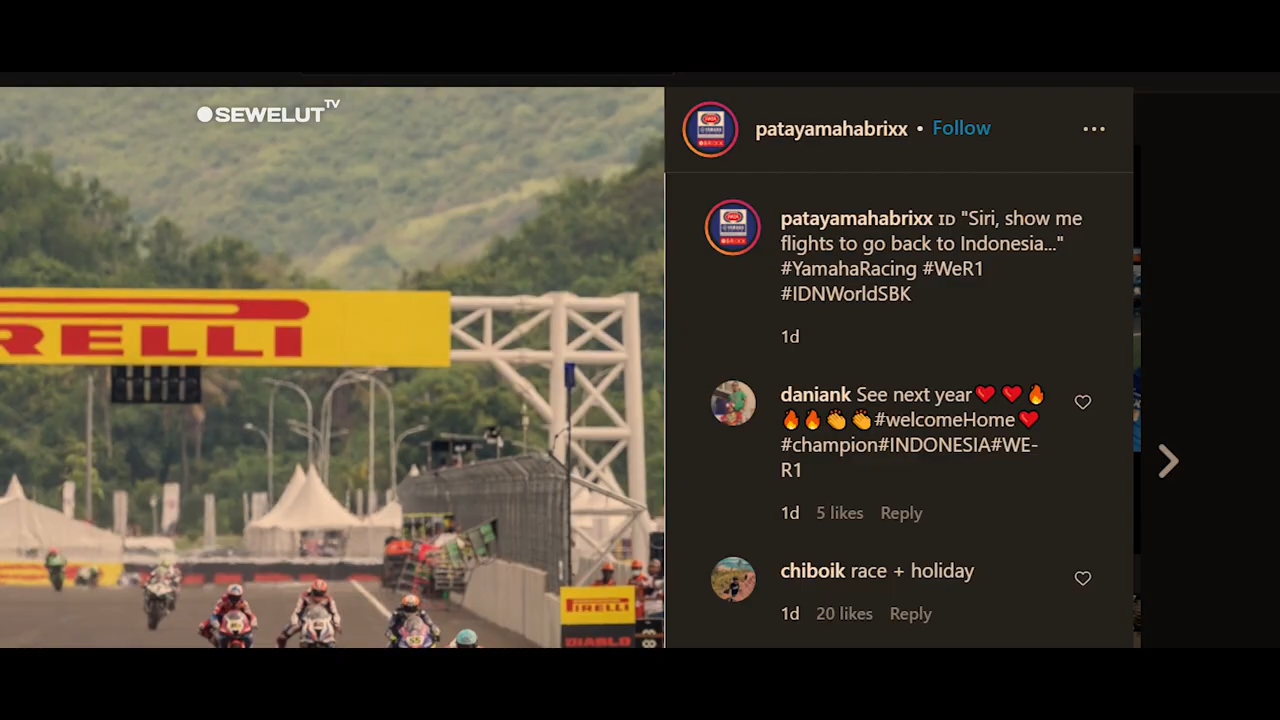 SEWELUT TV
RELLI
patayamahabrixx • Follow
patayamahabrixx ID "Siri, show me
flights to go back to Indonesia..."
#YamahaRacing #WeR1
#IDNWorldSBK
1d
daniank See next year❤️ ❤️🔥
🔥🔥👏 👏#welcomeHome❤️
#champion#INDONESIA#WE-
R1
1d 5 likes Reply
chiboik race + holiday
1d 20 likes Reply
PIRELLI
DIABLO
55